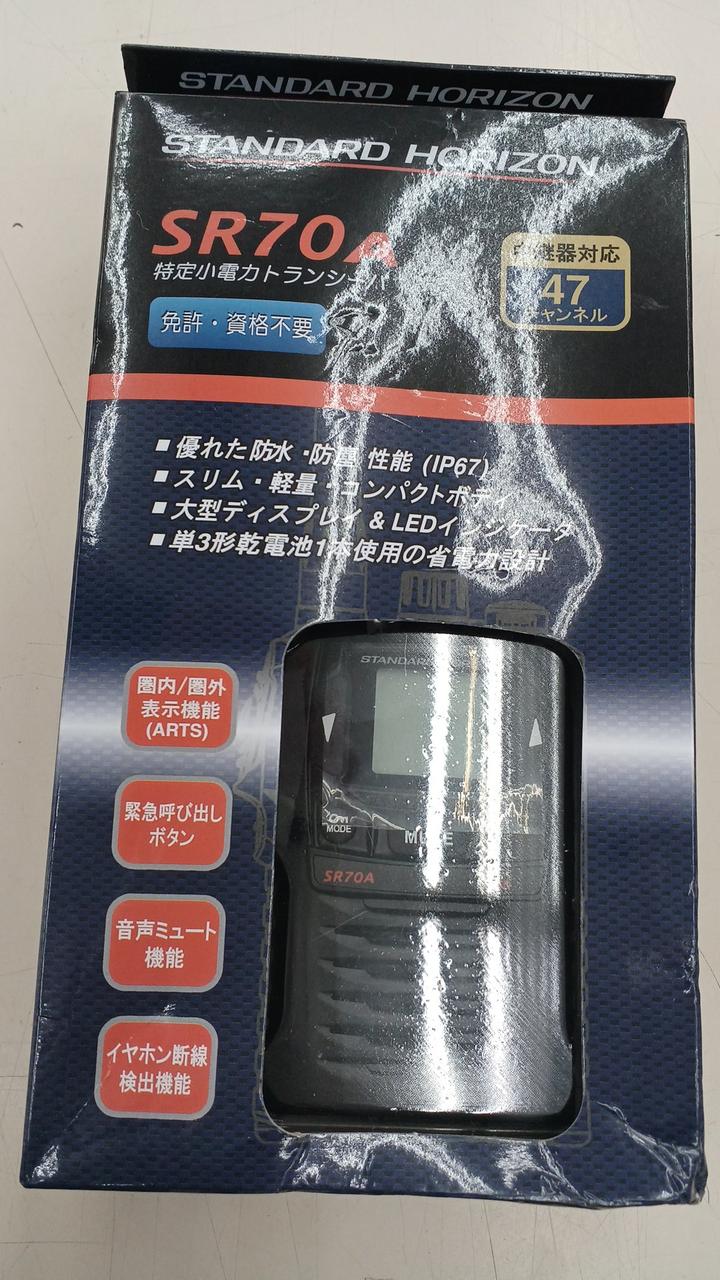 STANDARD HORIZON
STANDARD HORIZON
SR70A
特定小電力トランシーバー
中継器対応
47
チャンネル
免許・資格不要
■ 優れた防水・防塵 性能 (IP67)
■ スリム・軽量・コンパクトボディ
■ 大型ディスプレイ & LEDインジケータ
■ 単3形乾電池1本使用の省電力設計
STANDARD
圏内/圏外
表示機能
(ARTS)
緊急呼び出し
ボタン
MODE
SR70A
音声ミュート
機能
イヤホン断線
検出機能